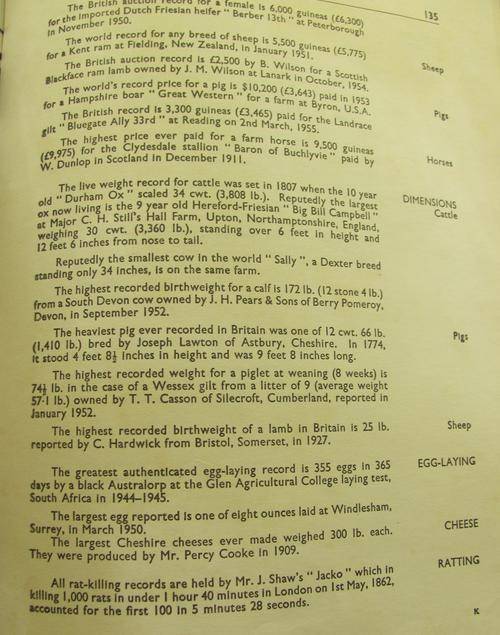 135
The British auction record for a female is 6,000 guineas (£6,300)
for the imported Dutch Friesian heifer " Berber 13th " at Peterborough
in November 1950.
The world record for any breed of sheep is 5,500 guineas (£5,775)
for a Kent ram at Fielding, New Zealand, in January 1951.
Sheep
The British auction record is £2,500 by B. Wilson for a Scottish
Blackface ram lamb owned by J. M. Wilson at Lanark in October, 1954.
The world's record price for a pig is $10,200 (£3,643) paid in 1953
for a Hampshire boar " Great Western " for a farm at Byron, U.S.A.
Pigs
The British record is 3,300 guineas (£3,465) paid for the Landrace
gilt " Bluegate Ally 33rd " at Reading on 2nd March, 1955.
The highest price ever paid for a farm horse is 9,500 guineas
(£9,975) for the Clydesdale stallion " Baron of Buchlyvie " paid by
W. Dunlop in Scotland in December 1911.
Horses
The live weight record for cattle was set in 1807 when the 10 year
old " Durham Ox " scaled 34 cwt. (3,808 lb.). Reputedly the largest
ox now living is the 9 year old Hereford-Friesian " Big Bill Campbell "
at Major C. H. Still's Hall Farm, Upton, Northamptonshire, England,
weighing 30 cwt. (3,360 lb.), standing over 6 feet in height and
12 feet 6 inches from nose to tail.
DIMENSIONS
Cattle
Reputedly the smallest cow in the world " Sally ", a Dexter breed
standing only 34 inches, is on the same farm.
The highest recorded birthweight for a calf is 172 lb. (12 stone 4 lb.)
from a South Devon cow owned by J. H. Pears & Sons of Berry Pomeroy,
Devon, in September 1952.
The heaviest pig ever recorded in Britain was one of 12 cwt. 66 lb.
(1,410 lb.) bred by Joseph Lawton of Astbury, Cheshire. In 1774,
it stood 4 feet 8½ inches in height and was 9 feet 8 inches long.
Pigs
The highest recorded weight for a piglet at weaning (8 weeks) is
74½ lb. in the case of a Wessex gilt from a litter of 9 (average weight
57·1 lb.) owned by T. T. Casson of Silecroft, Cumberland, reported in
January 1952.
The highest recorded birthweight of a lamb in Britain is 25 lb.
reported by C. Hardwick from Bristol, Somerset, in 1927.
Sheep
The greatest authenticated egg-laying record is 355 eggs in 365
days by a black Australorp at the Glen Agricultural College laying test,
South Africa in 1944–1945.
EGG-LAYING
The largest egg reported is one of eight ounces laid at Windlesham,
Surrey, in March 1950.
The largest Cheshire cheeses ever made weighed 300 lb. each.
They were produced by Mr. Percy Cooke in 1909.
CHEESE
All rat-killing records are held by Mr. J. Shaw's " Jacko " which in
killing 1,000 rats in under 1 hour 40 minutes in London on 1st May, 1862,
accounted for the first 100 in 5 minutes 28 seconds.
RATTING
K